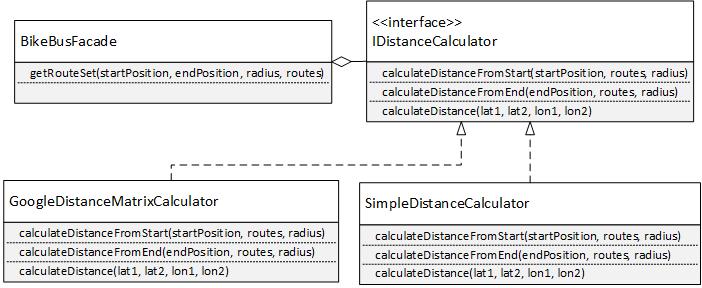 BikeBusFacade
getRouteSet(startPosition, endPosition, radius, routes)
<<interface>>
IDistanceCalculator
calculateDistanceFromStart(startPosition, routes, radius)
calculateDistanceFromEnd(endPosition, routes, radius)
calculateDistance(lat1, lat2, lon1, lon2)
GoogleDistanceMatrixCalculator
calculateDistanceFromStart(startPosition, routes, radius)
calculateDistanceFromEnd(endPosition, routes, radius)
calculateDistance(lat1, lat2, lon1, lon2)
SimpleDistanceCalculator
calculateDistanceFromStart(startPosition, routes, radius)
calculateDistanceFromEnd(endPosition, routes, radius)
calculateDistance(lat1, lat2, lon1, lon2)